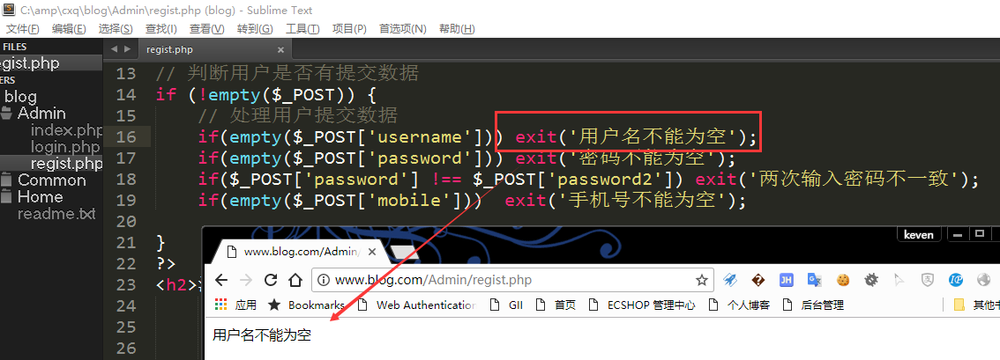 C:\amp\cxq\blog\Admin\regist.php (blog) - Sublime Text
文件(F) 编辑(E) 选择(S) 查找(I) 查看(V) 转到(G) 工具(T) 项目(P) 首选项(N) 帮助(H)
FILES
egist.php
ERS
blog
Admin
index.php
login.php
regist.php
Common
Home
readme.txt
regist.php ×
13 // 判断用户是否有提交数据
14 if (!empty($_POST)) {
15 // 处理用户提交数据
16 if(empty($_POST['username'])) exit('用户名不能为空');
17 if(empty($_POST['password'])) exit('密码不能为空');
18 if($_POST['password'] !== $_POST['password2']) exit('两次输入密码不一致');
19 if(empty($_POST['mobile']))  exit('手机号不能为空');
20
21 }
22 ?>
23 <h2>
24
25
26
keven
www.blog.com/Admin/
www.blog.com/Admin/regist.php
应用 Bookmarks Web Authentication GII 首页 ECSHOP 管理中心 个人博客 后台管理 其他书
用户名不能为空